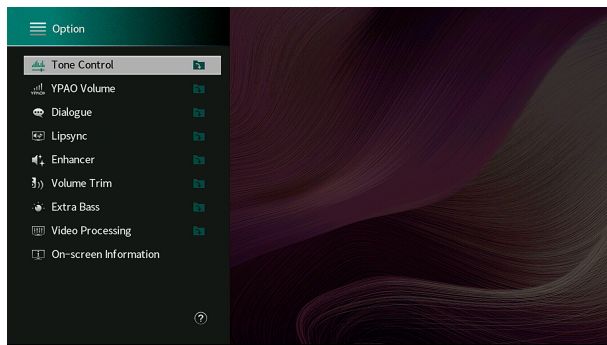 Option
Tone Control
YPAO Volume
Dialogue
Lipsync
Enhancer
Volume Trim
Extra Bass
Video Processing
On-screen Information
?